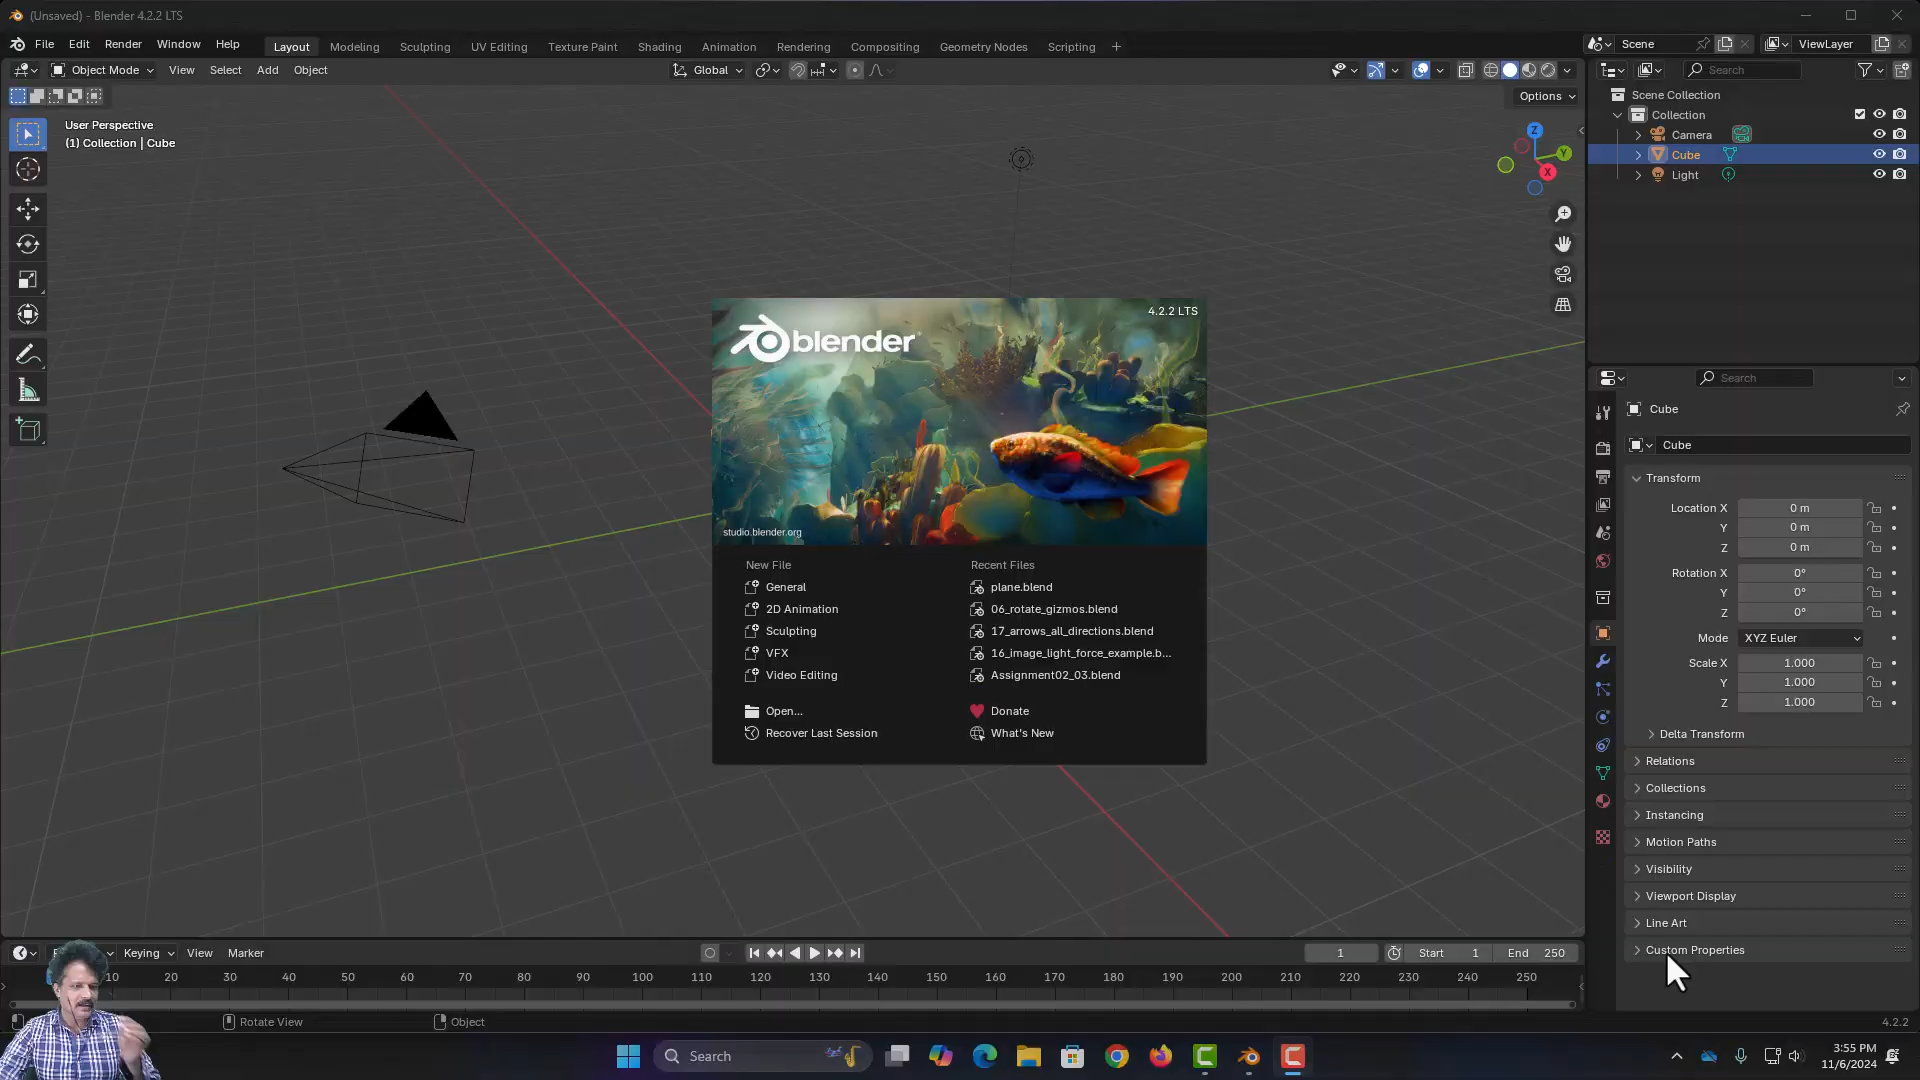 (Unsaved) - Blender 4.2.2 LTS
File Edit Render Window Help Layout Modeling Sculpting UV Editing Texture Paint Shading Animation Rendering Compositing Geometry Nodes Scripting + Scene ViewLayer
Object Mode View Select Add Object Global Search
Options
User Perspective
(1) Collection | Cube
Z
Y
X
Scene Collection
Collection
Camera
Cube
Light
4.2.2 LTS
blender
studio.blender.org
New File
General
2D Animation
Sculpting
VFX
Video Editing
Open...
Recover Last Session
Recent Files
plane.blend
06_rotate_gizmos.blend
17_arrows_all_directions.blend
16_image_light_force_example.b...
Assignment02_03.blend
Donate
What's New
Search
Cube
Cube
Transform
Location X 0 m
Y 0 m
Z 0 m
Rotation X 0°
Y 0°
Z 0°
Mode XYZ Euler
Scale X 1.000
Y 1.000
Z 1.000
Delta Transform
Relations
Collections
Instancing
Motion Paths
Visibility
Viewport Display
Line Art
Custom Properties
Keying View Marker 1 Start 1 End 250
10 20 30 40 50 60 70 80 90 100 110 120 130 140 150 160 170 180 190 200 210 220 230 240 250
Rotate View Object 4.2.2
Search
3:55 PM
11/6/2024